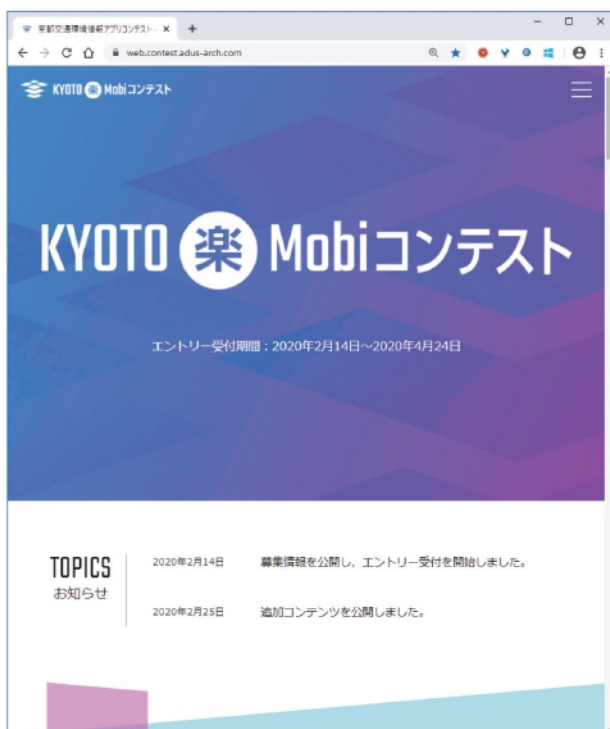 京都交通環境情報アプリコンテスト-
web.contest.adus-arch.com
KYOTO 楽 Mobiコンテスト
KYOTO 楽 Mobiコンテスト
エントリー受付期間：2020年2月14日～2020年4月24日
TOPICS
お知らせ
2020年2月14日 募集情報を公開し、エントリー受付を開始しました。
2020年2月25日 追加コンテンツを公開しました。